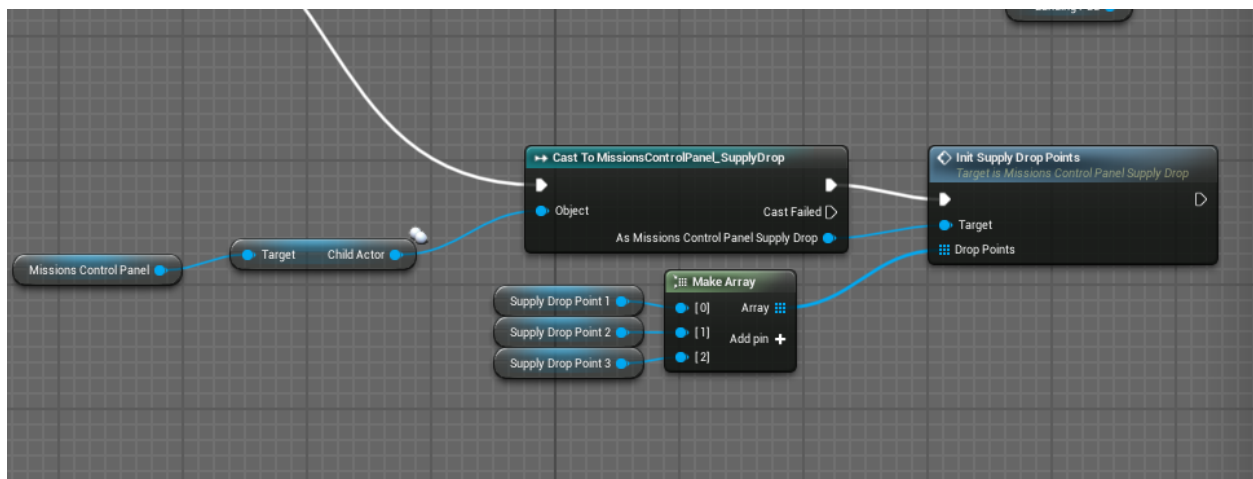 Cast To MissionsControlPanel_SupplyDrop
Object
Cast Failed
As Missions Control Panel Supply Drop
Init Supply Drop Points
Target is Missions Control Panel Supply Drop
Target
Drop Points
Missions Control Panel
Target Child Actor
Make Array
Supply Drop Point 1
[0] Array
Supply Drop Point 2
[1] Add pin
Supply Drop Point 3
[2]